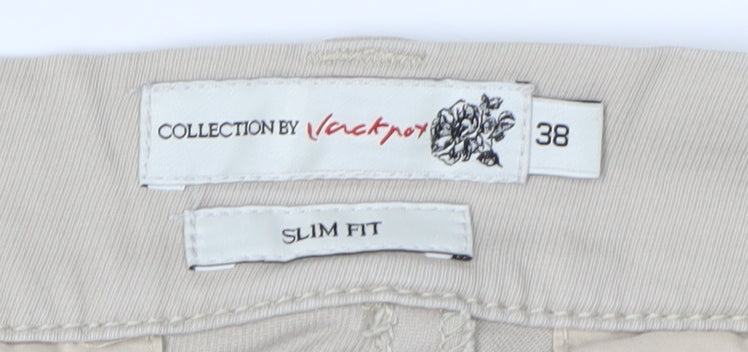 COLLECTION BY Jackpot 38
SLIM FIT